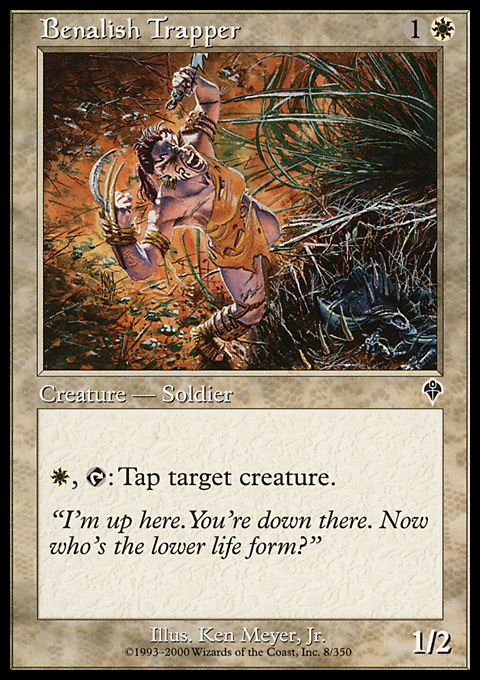 Benalish Trapper 1
Creature — Soldier
, : Tap target creature.
"I'm up here. You're down there. Now
who's the lower life form?"
Illus. Ken Meyer, Jr.
©1993–2000 Wizards of the Coast, Inc. 8/350
1/2